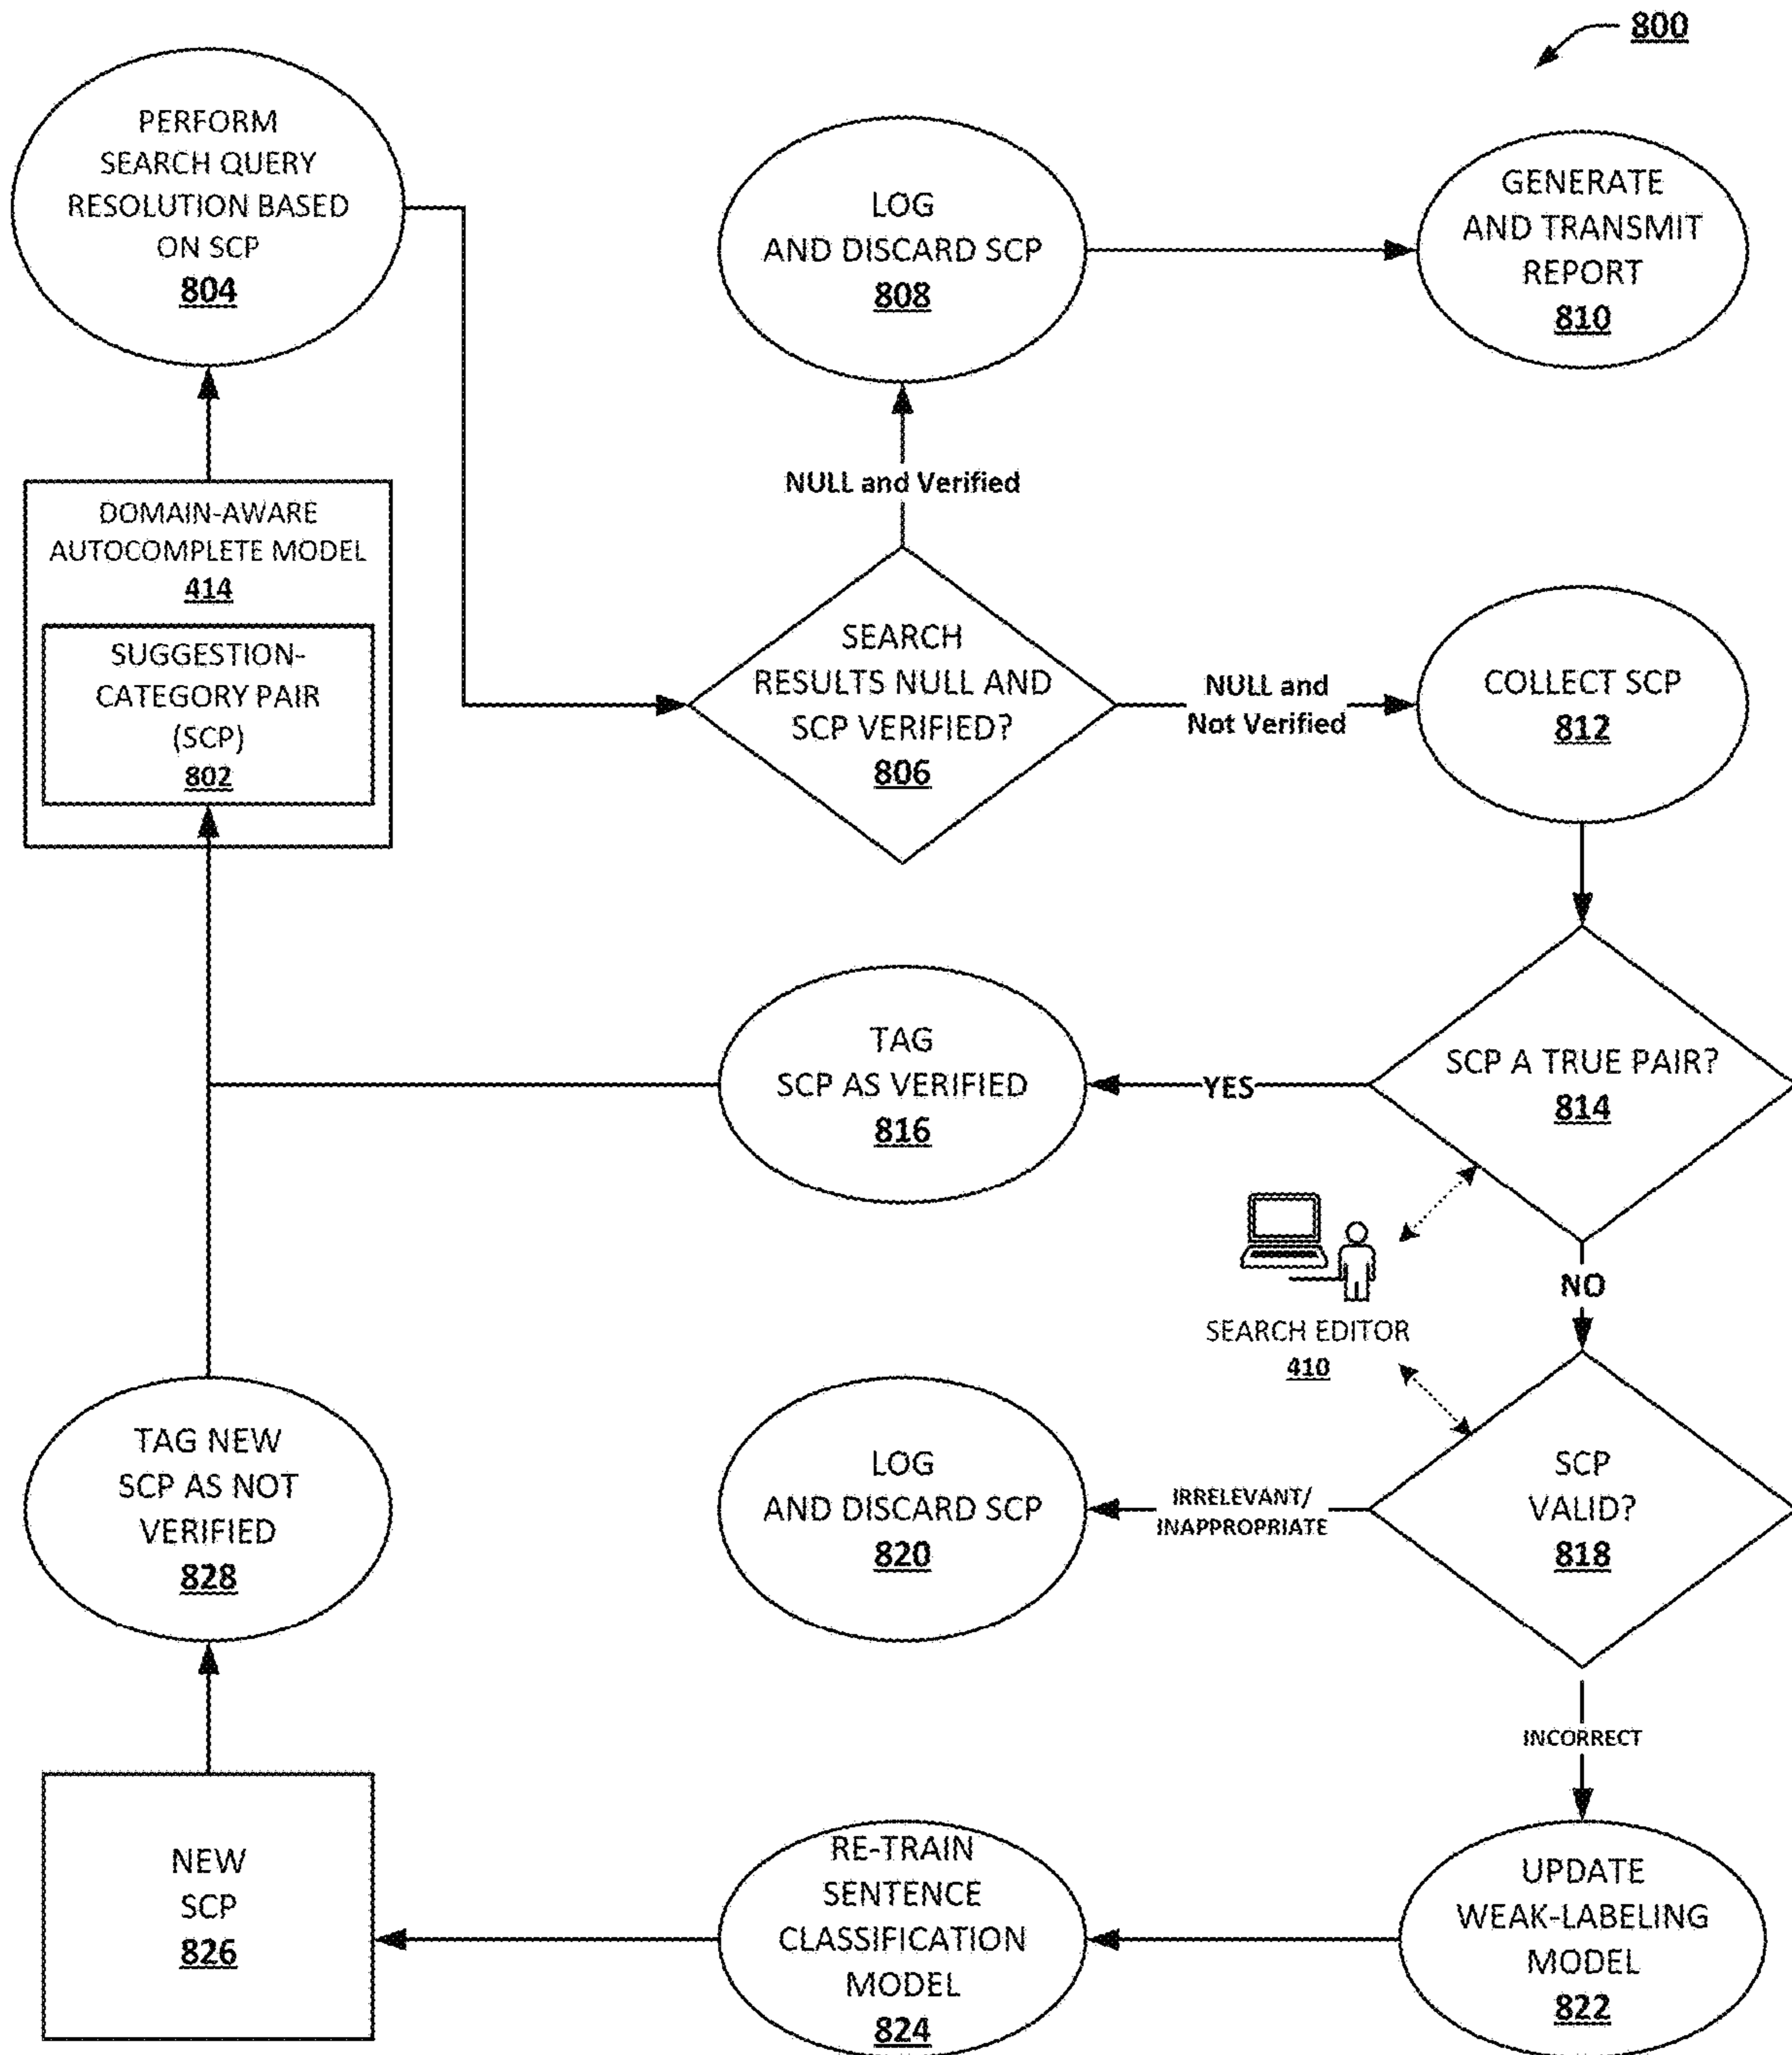 800
PERFORM
SEARCH QUERY
RESOLUTION BASED
ON SCP
804
LOG
AND DISCARD SCP
808
GENERATE
AND TRANSMIT
REPORT
810
NULL and Verified
DOMAIN-AWARE
AUTOCOMPLETE MODEL
414
SUGGESTION-
CATEGORY PAIR
(SCP)
802
SEARCH
RESULTS NULL AND
SCP VERIFIED?
806
NULL and
Not Verified
COLLECT SCP
812
TAG
SCP AS VERIFIED
816
YES
SCP A TRUE PAIR?
814
NO
SEARCH EDITOR
410
TAG NEW
SCP AS NOT
VERIFIED
828
LOG
AND DISCARD SCP
820
IRRELEVANT/
INAPPROPRIATE
SCP
VALID?
818
INCORRECT
NEW
SCP
826
RE-TRAIN
SENTENCE
CLASSIFICATION
MODEL
824
UPDATE
WEAK-LABELING
MODEL
822